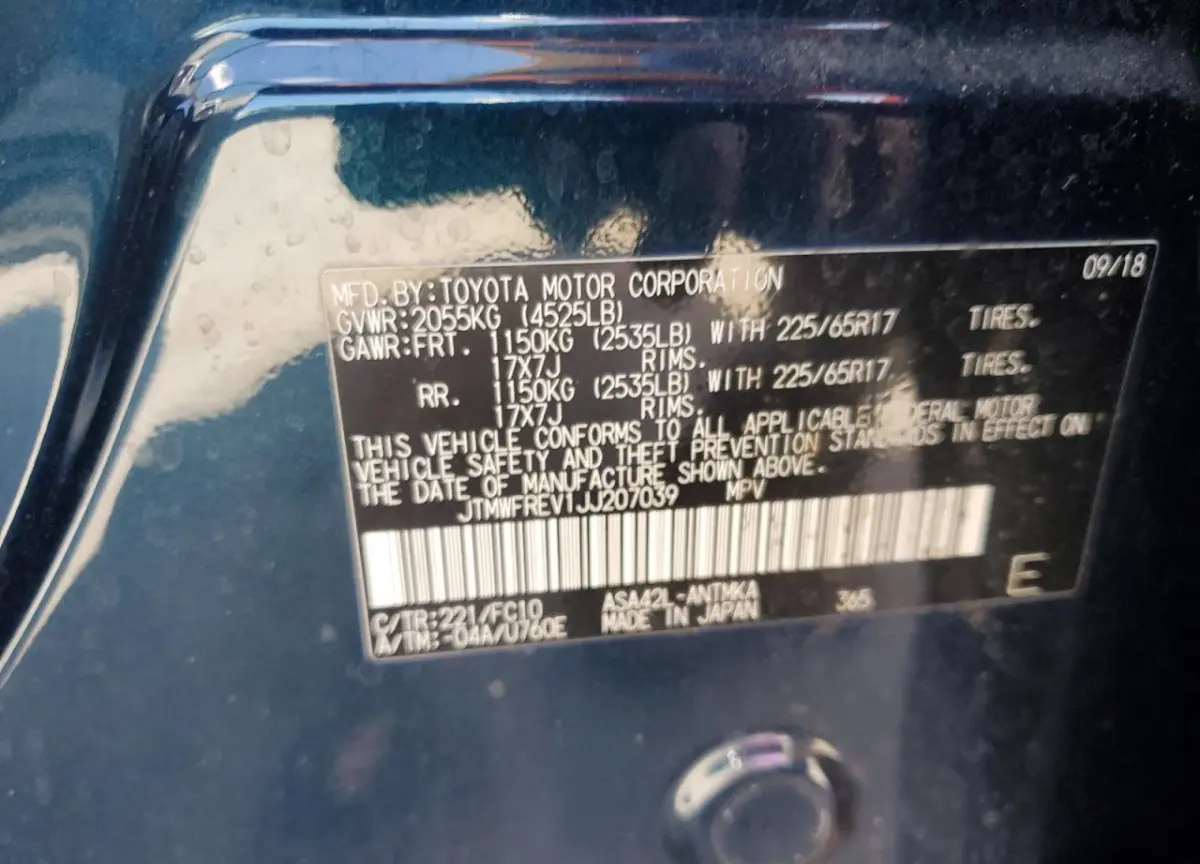 09/18
MFD. BY:TOYOTA MOTOR CORPORATION
GVWR:2055KG (4525LB)
GAWR:FRT. 1150KG (2535LB) WITH 225/65R17 TIRES.
17X7J RIMS.
RR. 1150KG (2535LB) WITH 225/65R17 TIRES.
17X7J RIMS.
THIS VEHICLE CONFORMS TO ALL APPLICABLE FEDERAL MOTOR
VEHICLE SAFETY AND THEFT PREVENTION STANDARDS IN EFFECT ON
THE DATE OF MANUFACTURE SHOWN ABOVE.
JTMWFREV1JJ207039 MPV
C/TR:221/FC10 ASA42L-ANTMKA 365 E
A/TM:-04A/U760E MADE IN JAPAN